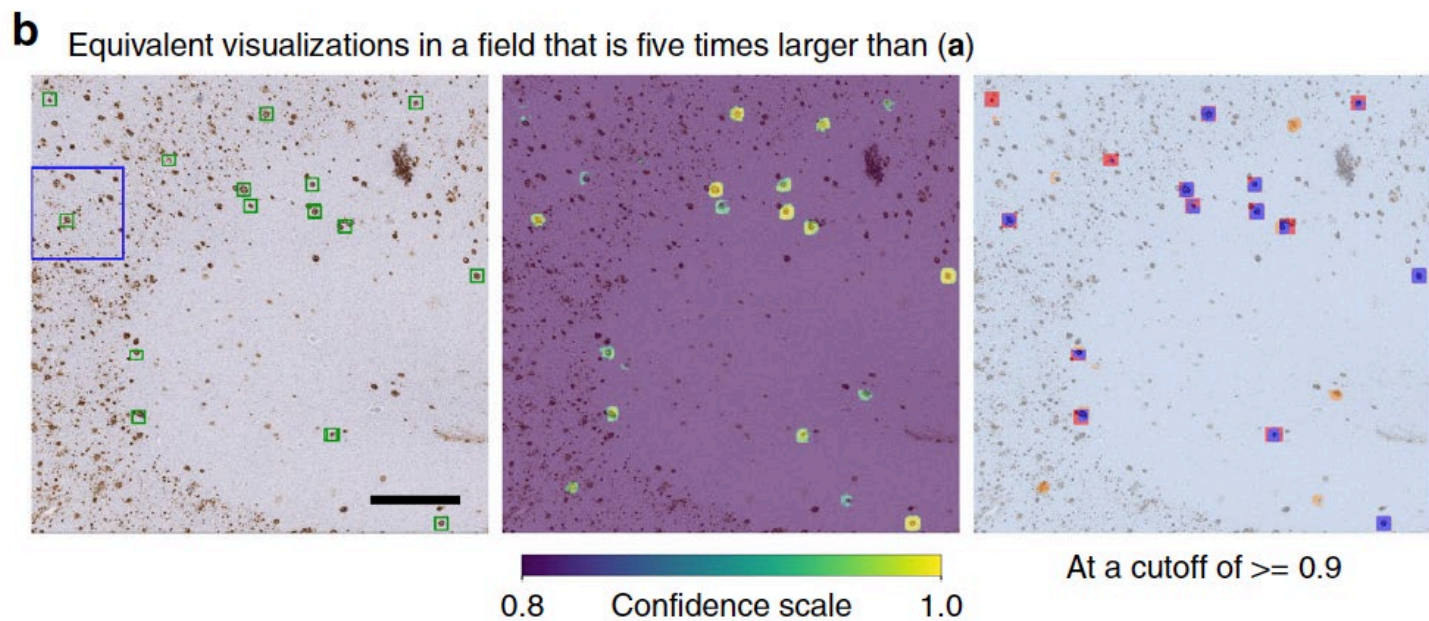 b
Equivalent visualizations in a field that is five times larger than (a)
0.8 Confidence scale 1.0
At a cutoff of >= 0.9